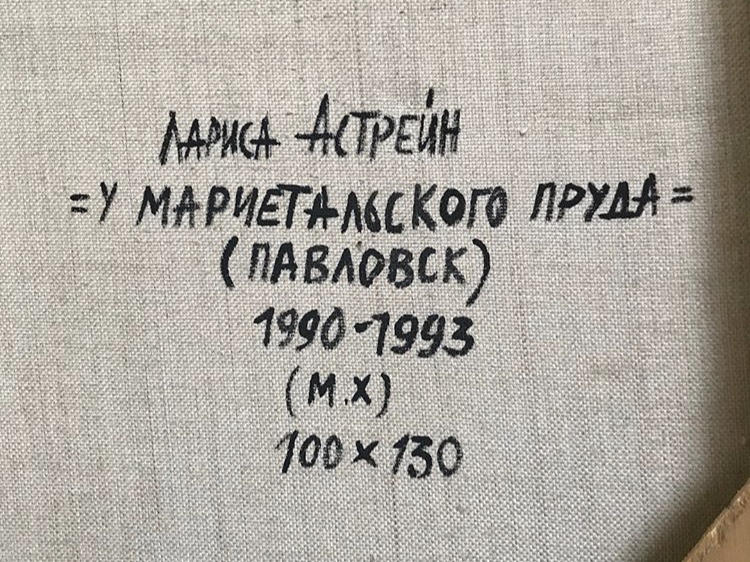 ЛАРИСА АСТРЕЙН
=У МАРИЕТАЛЬСКОГО ПРУДА=
(ПАВЛОВСК)
1990-1993
(М.Х)
100×130